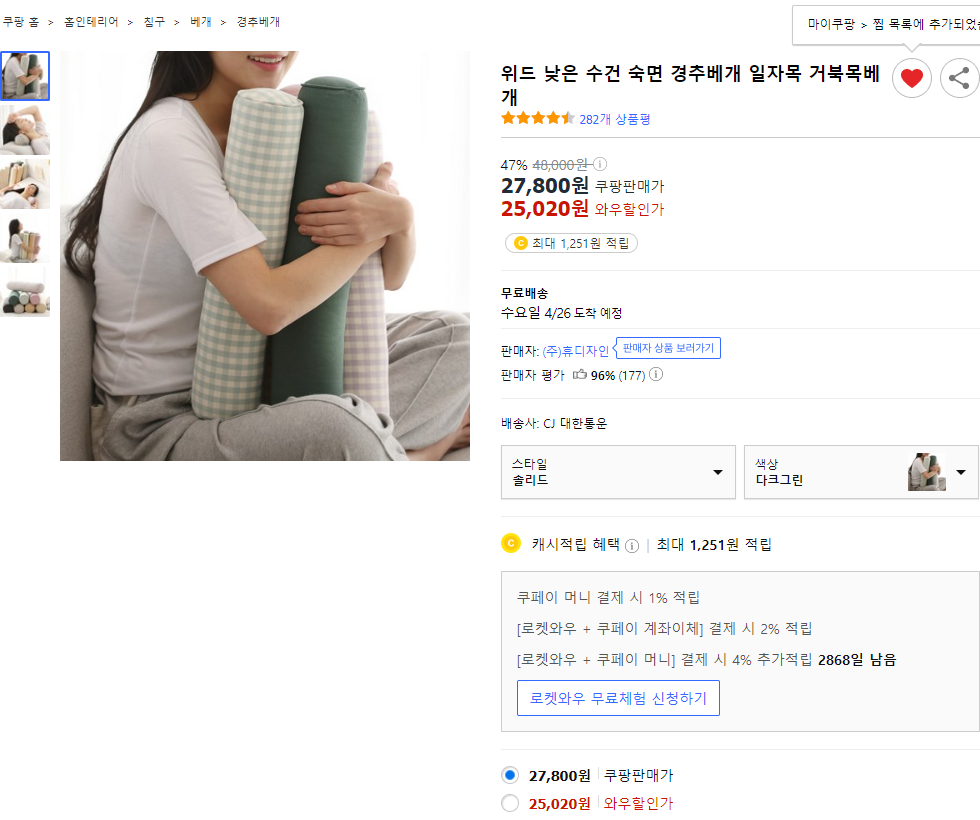 쿠팡 홈 > 홈인테리어 > 침구 > 베개 > 경추베개
마이쿠팡 > 찜 목록에 추가되었
위드 낮은 수건 숙면 경추베개 일자목 거북목베
개
282개 상품평
47% 48,000원
27,800원 쿠팡판매가
25,020원 와우할인가
C 최대 1,251원 적립
무료배송
수요일 4/26 도착 예정
판매자: (주)휴디자인 판매자 상품 보러가기
판매자 평가 96% (177)
배송사: CJ 대한통운
스타일
솔리드
색상
다크그린
C 캐시적립 혜택 | 최대 1,251원 적립
쿠페이 머니 결제 시 1% 적립
[로켓와우 + 쿠페이 계좌이체] 결제 시 2% 적립
[로켓와우 + 쿠페이 머니] 결제 시 4% 추가적립 2868일 남음
로켓와우 무료체험 신청하기
27,800원 쿠팡판매가
25,020원 와우할인가